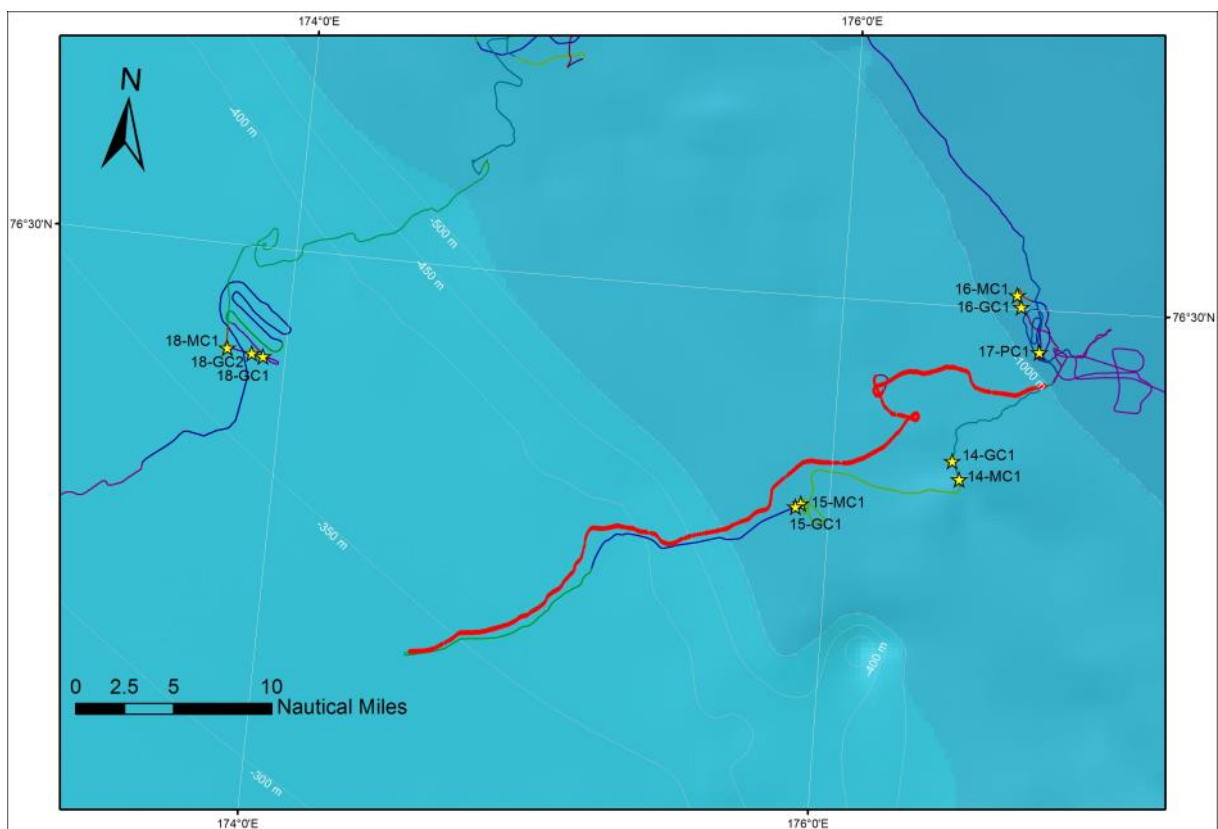 174°0'E
176°0'E
N
-400 m
76°30'N
-500 m
-450 m
16-MC1
16-GC1
76°30'N
18-MC1
18-GC2
18-GC1
17-PC1
-1000 m
14-GC1
14-MC1
15-MC1
15-GC1
-350 m
-400 m
0 2.5 5 10
Nautical Miles
-300 m
174°0'E
176°0'E